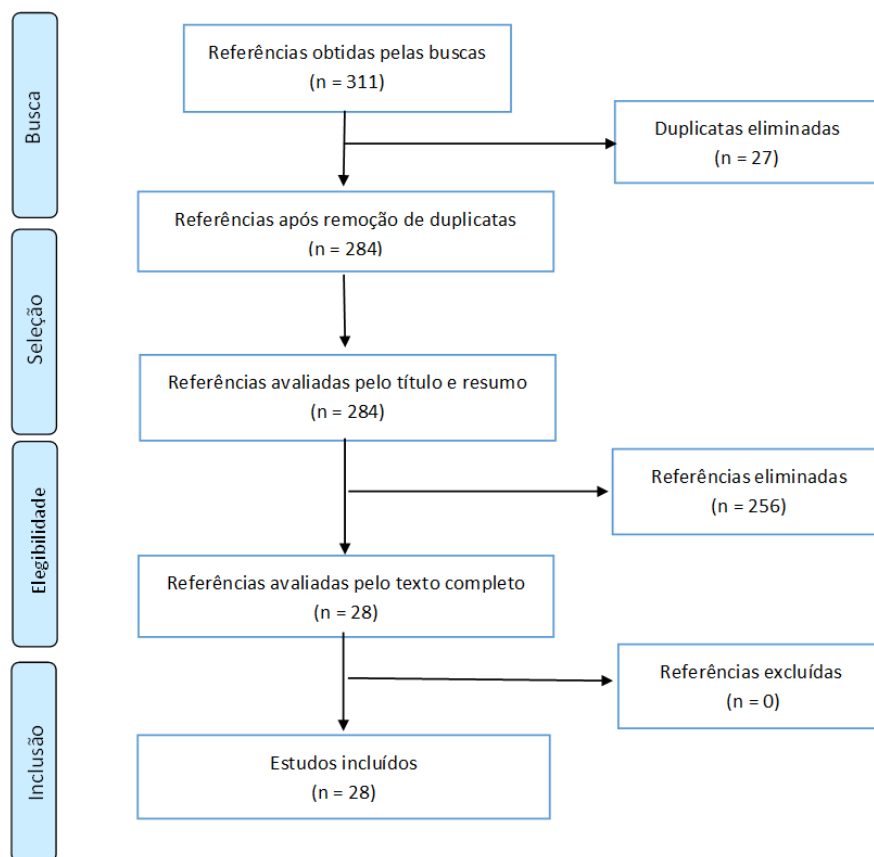 Busca
Referências obtidas pelas buscas
(n = 311)
Duplicatas eliminadas
(n = 27)
Referências após remoção de duplicatas
(n = 284)
Seleção
Referências avaliadas pelo título e resumo
(n = 284)
Elegibilidade
Referências eliminadas
(n = 256)
Referências avaliadas pelo texto completo
(n = 28)
Inclusão
Referências excluídas
(n = 0)
Estudos incluídos
(n = 28)